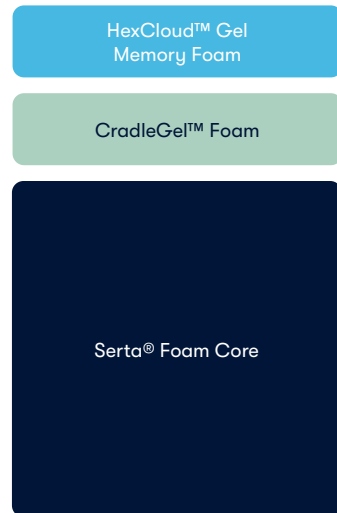 HexCloud™ Gel
Memory Foam
CradleGel™ Foam
Serta® Foam Core